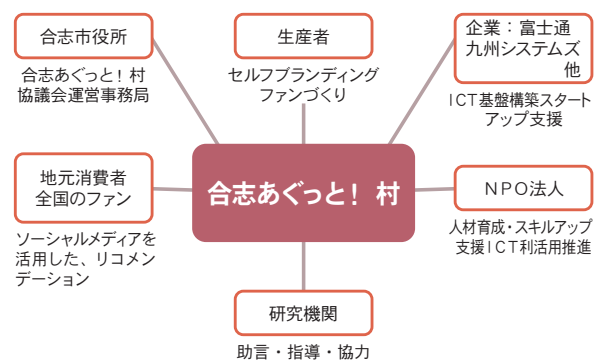 合志市役所
合志あぐっと！村
協議会運営事務局
生産者
セルフブランディング
ファンづくり
企業：富士通
九州システムズ
他
ICT基盤構築スタート
アップ支援
地元消費者
全国のファン
ソーシャルメディアを
活用した、リコメン
デーション
合志あぐっと！村
NPO法人
人材育成・スキルアップ
支援ICT利活用推進
研究機関
助言・指導・協力